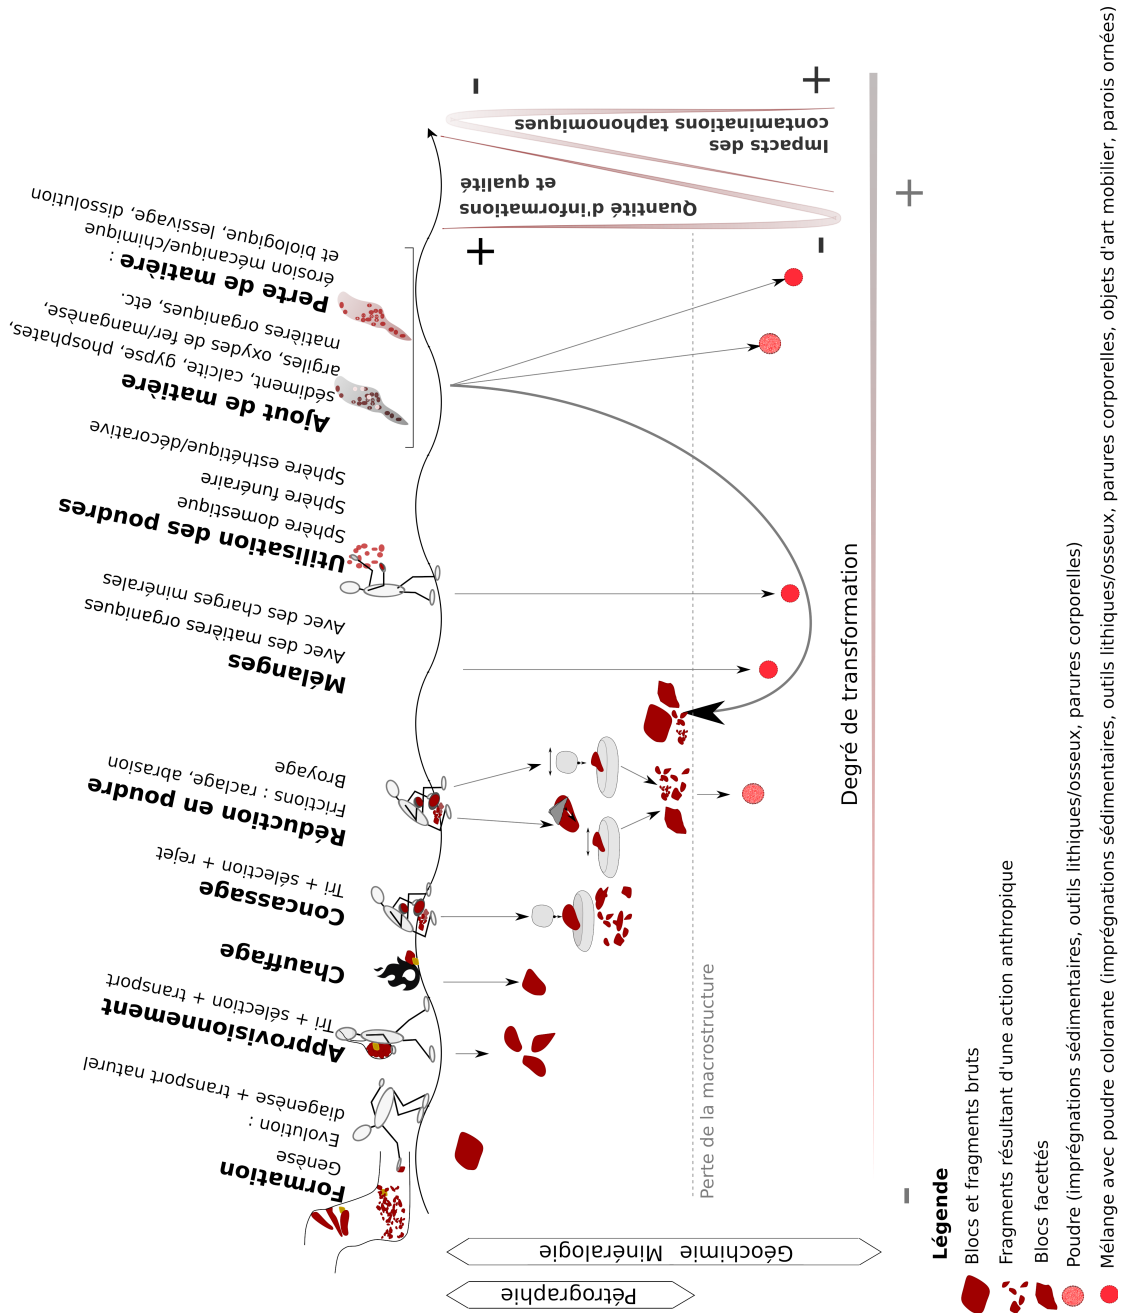 Formation
Genèse
Evolution :
diagenèse + transport naturel
Approvisionnement
Tri + sélection + transport
Chauffage
Concassage
Tri + sélection + rejet
Réduction en poudre
Frictions : raclage, abrasion
Broyage
Mélanges
Avec des matières organiques
Avec des charges minérales
Utilisation des poudres
Sphère domestique
Sphère funéraire
Sphère esthétique/décorative
Ajout de matière
sédiment, calcite, gypse, phosphates,
argiles, oxydes de fer/manganèse,
matières organiques, etc.
Perte de matière :
érosion mécanique/chimique
et biologique, lessivage, dissolution
+
Quantité d'informations
et qualité
-
-
Impacts des
contaminations taphonomiques
+
Pétrographie
Géochimie Minéralogie
Perte de la macrostructure
Degré de transformation
-
+
Légende
Blocs et fragments bruts
Fragments résultant d'une action anthropique
Blocs facettés
Poudre (imprégnations sédimentaires, outils lithiques/osseux, parures corporelles)
Mélange avec poudre colorante (imprégnations sédimentaires, outils lithiques/osseux, parures corporelles, objets d'art mobilier, parois ornées)